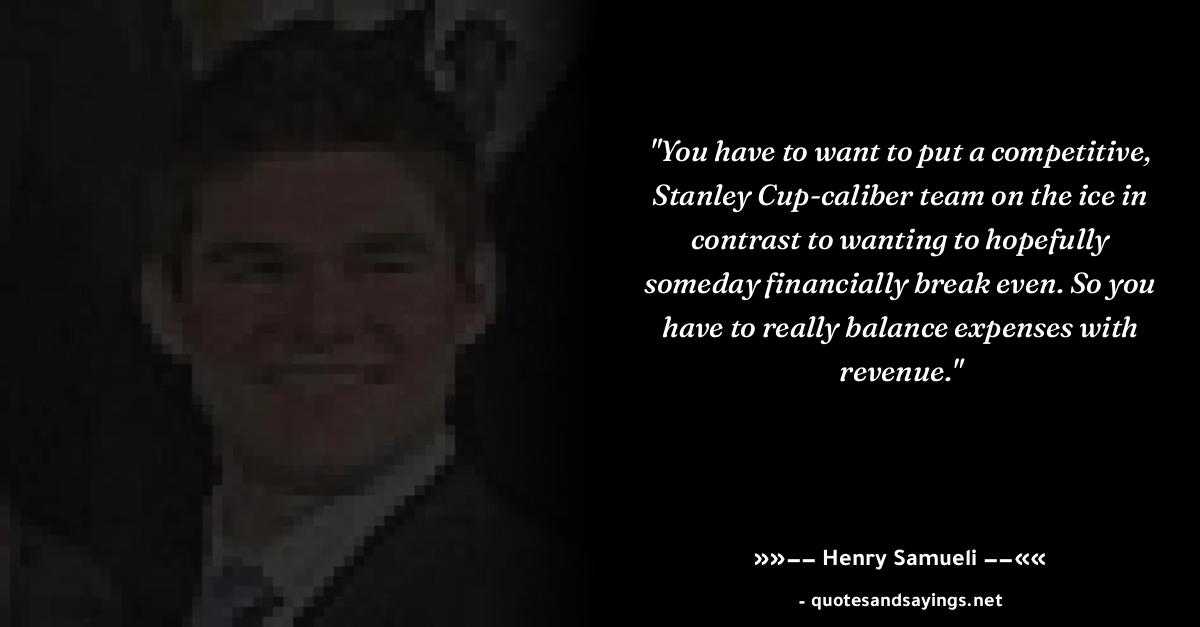 "You have to want to put a competitive,
Stanley Cup-caliber team on the ice in
contrast to wanting to hopefully
someday financially break even. So you
have to really balance expenses with
revenue."
»»−− Henry Samueli −−««
- quotesandsayings.net